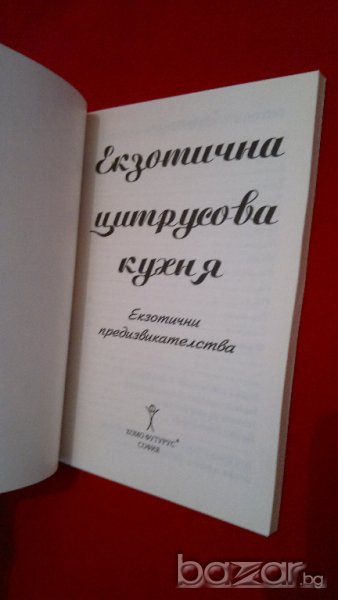 Екзотична
цитрусова
кухня
Екзотични
предизвикателства
ХОМО ФУТУРУС®
СОФИЯ
bazar.bg